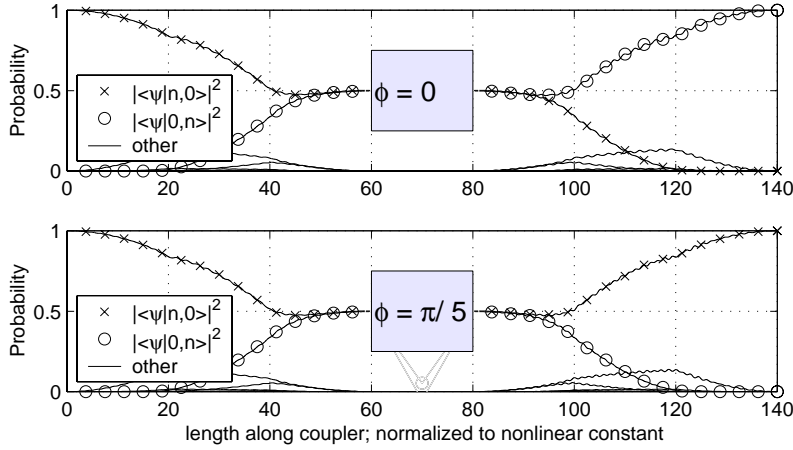 1
0.5
0
Probability
|<ψ|n,0>|²
|<ψ|0,n>|²
other
ϕ = 0
0 20 40 60 80 100 120 140
1
0.5
0
Probability
|<ψ|n,0>|²
|<ψ|0,n>|²
other
ϕ = π/ 5
0 20 40 60 80 100 120 140
length along coupler; normalized to nonlinear constant